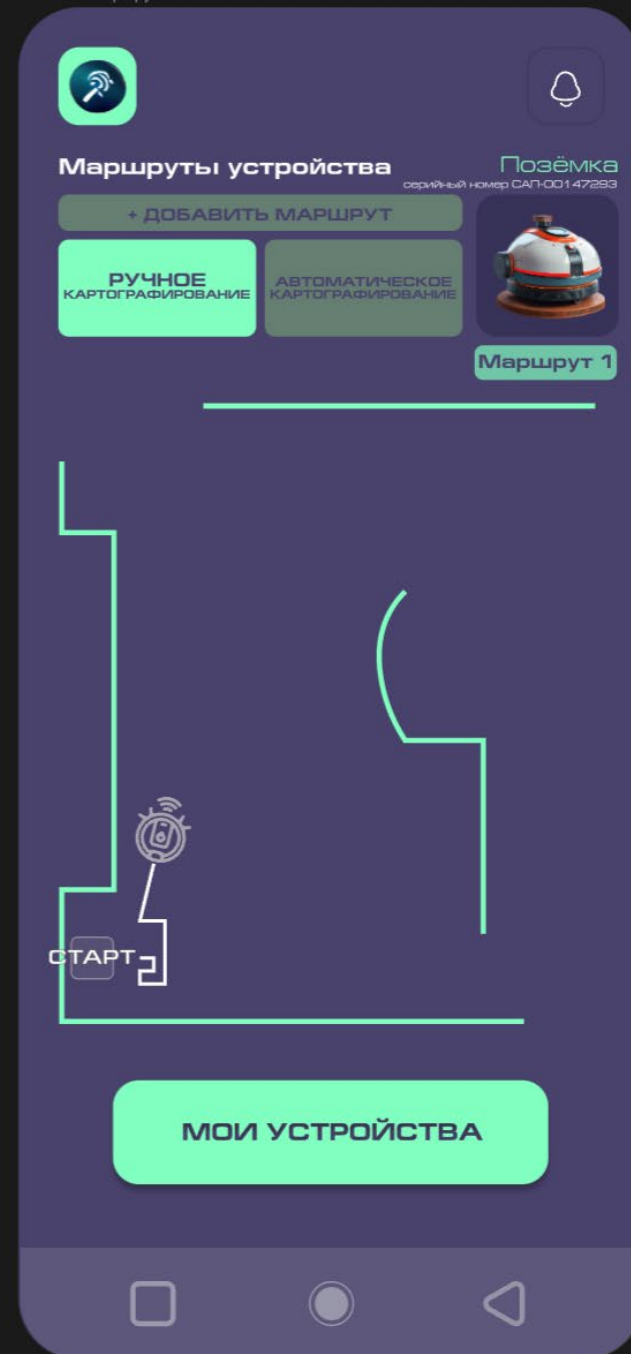 Маршруты устройства
Позёмка
серийный номер САП-00147293
+ ДОБАВИТЬ МАРШРУТ
РУЧНОЕ
КАРТОГРАФИРОВАНИЕ
АВТОМАТИЧЕСКОЕ
КАРТОГРАФИРОВАНИЕ
Маршрут 1
СТАРТ
МОИ УСТРОЙСТВА